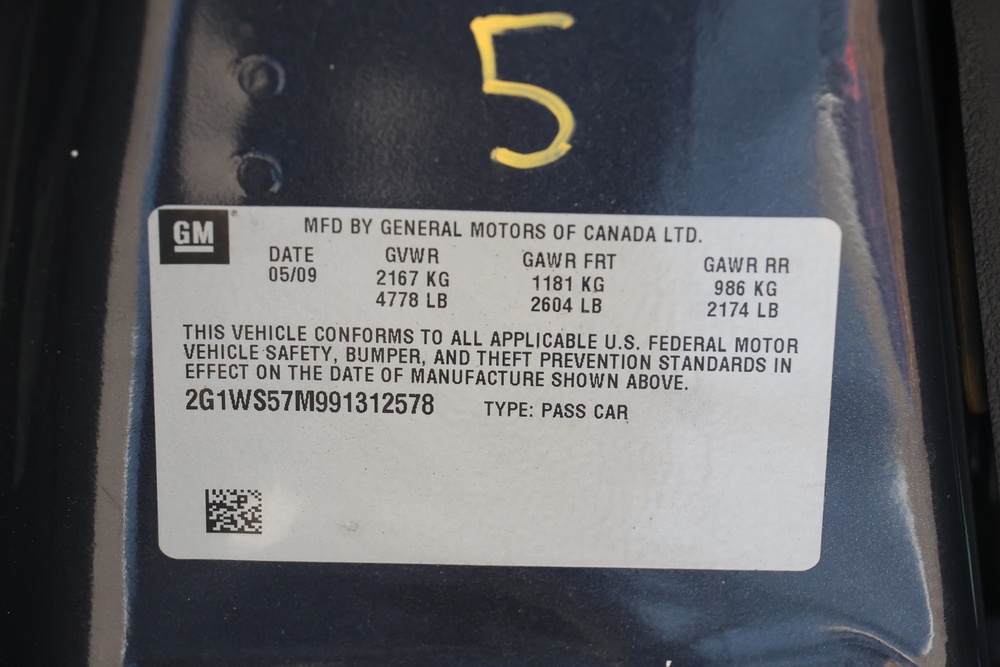 5
GM
MFD BY GENERAL MOTORS OF CANADA LTD.
DATE GVWR GAWR FRT GAWR RR
05/09 2167 KG 1181 KG 986 KG
4778 LB 2604 LB 2174 LB
THIS VEHICLE CONFORMS TO ALL APPLICABLE U.S. FEDERAL MOTOR
VEHICLE SAFETY, BUMPER, AND THEFT PREVENTION STANDARDS IN
EFFECT ON THE DATE OF MANUFACTURE SHOWN ABOVE.
2G1WS57M991312578 TYPE: PASS CAR